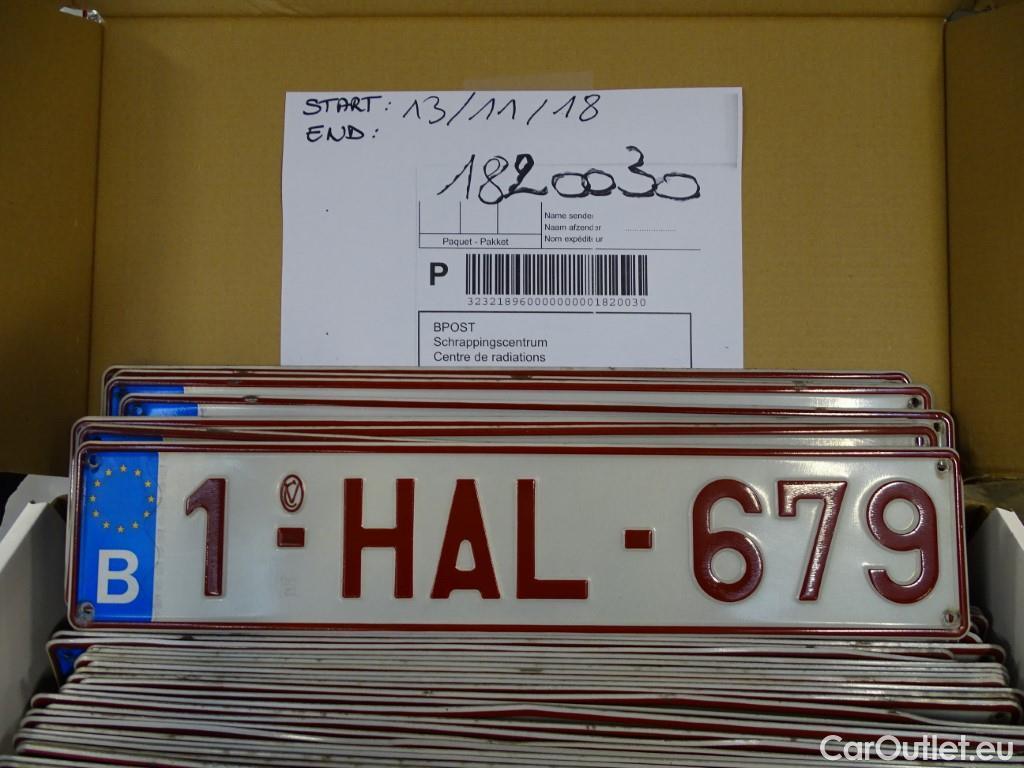 START: 13/11/18
END:
1820030
Name sender
Naam afzender ....................
Nom expéditeur
Paquet - Pakket
P
3232189600000000001820030
BPOST
Schrappingscentrum
Centre de radiations
B 1-HAL-679
CarOutlet.eu